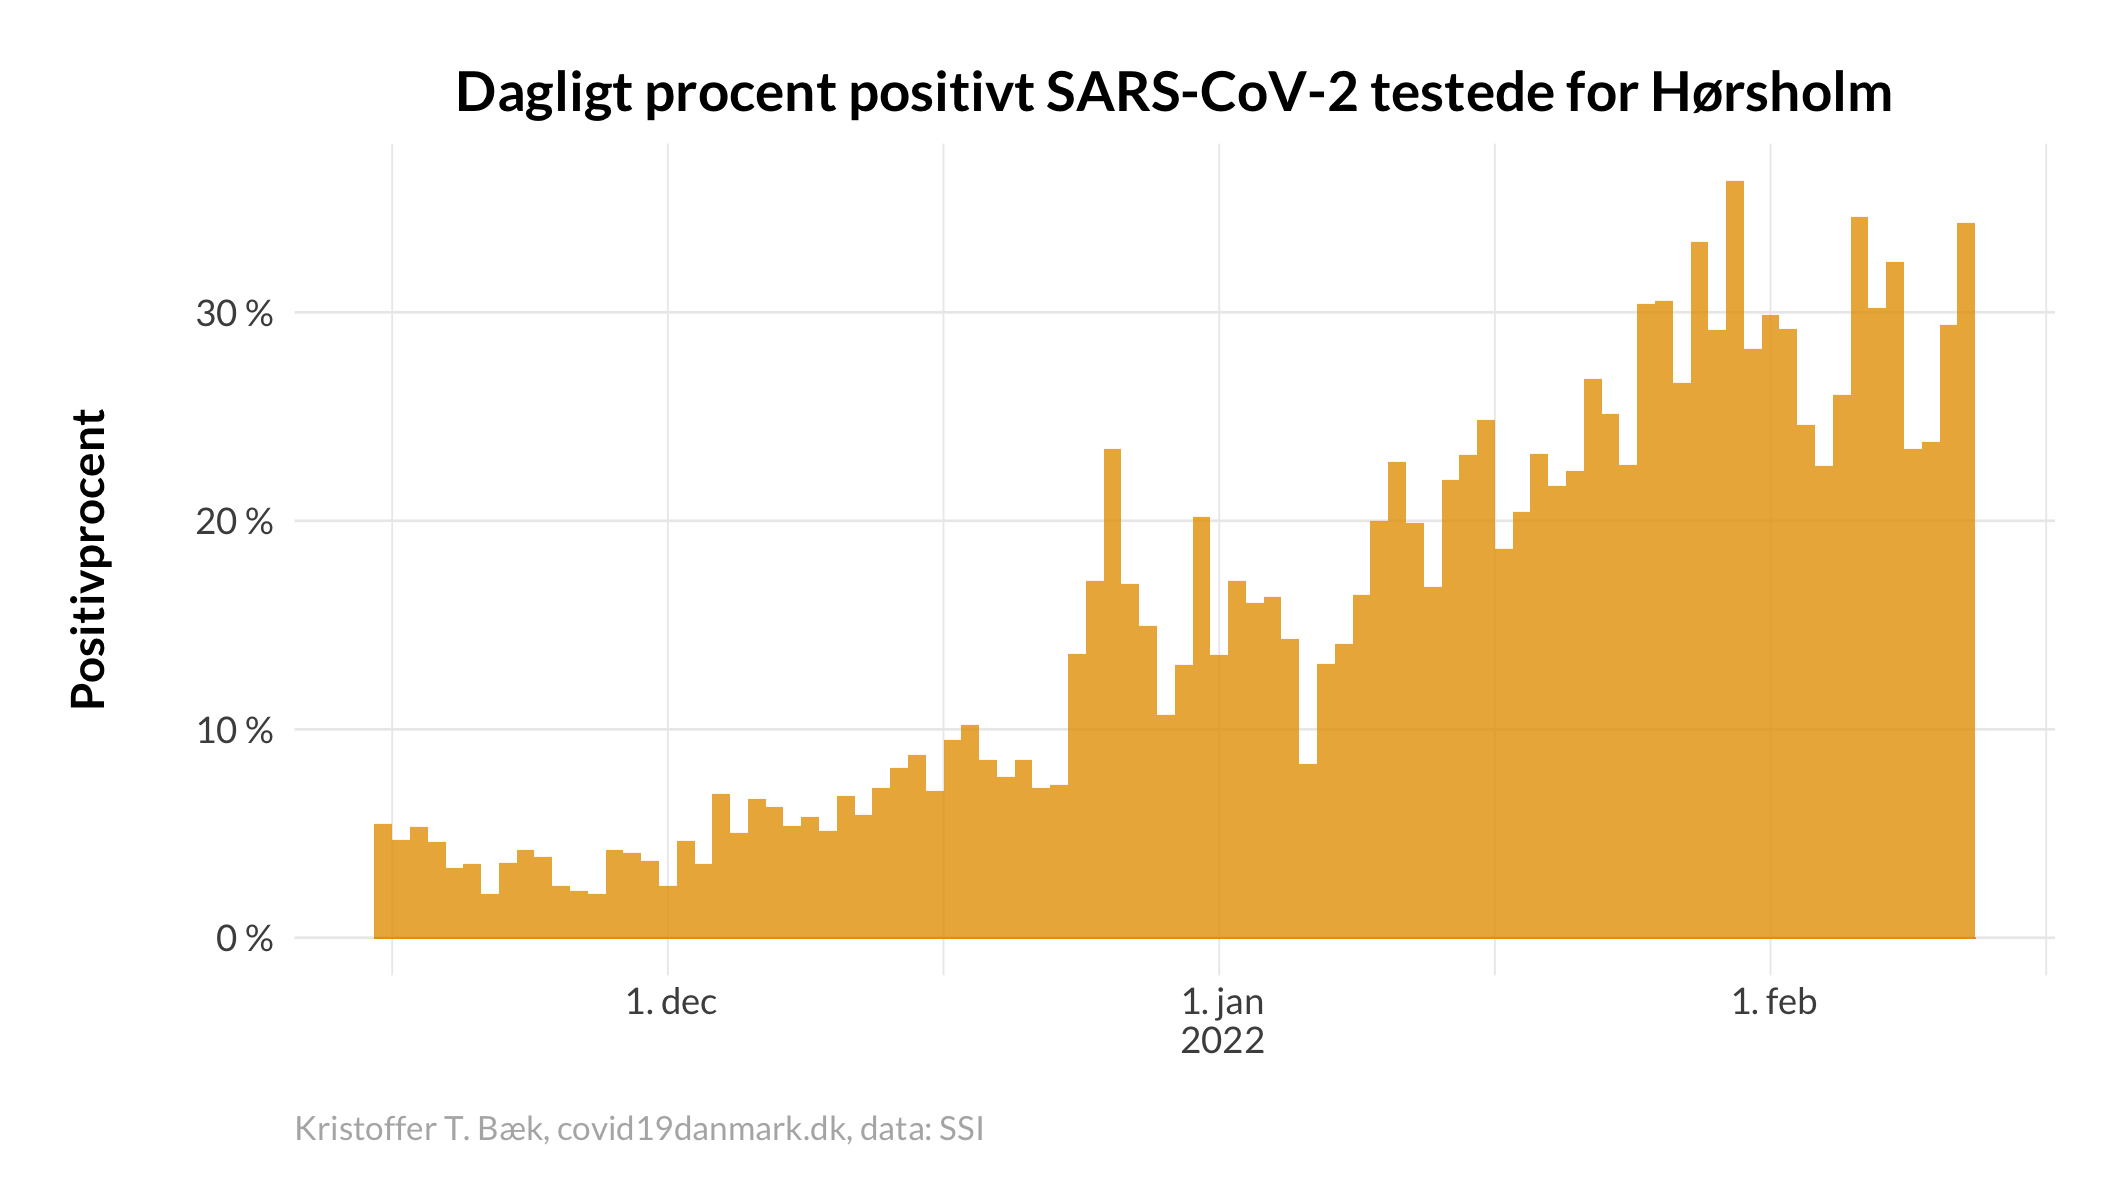 Dagligt procent positivt SARS-CoV-2 testede for Hørsholm
Positivprocent
30 %
20 %
10 %
0 %
1. dec
1. jan
2022
1. feb
Kristoffer T. Bæk, covid19danmark.dk, data: SSI